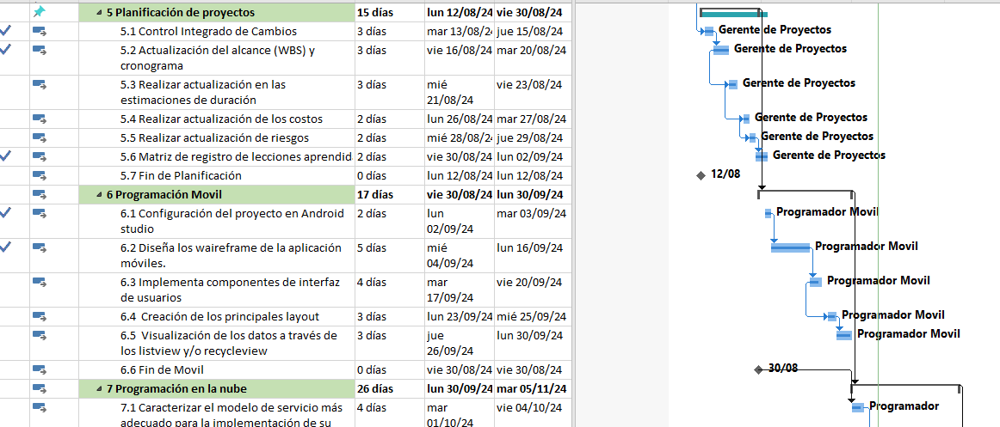 5 Planificación de proyectos 15 días lun 12/08/24 vie 30/08/24
5.1 Control Integrado de Cambios 3 días mar 13/08/24 jue 15/08/24 Gerente de Proyectos
5.2 Actualización del alcance (WBS) y 3 días vie 16/08/24 mar 20/08/24 Gerente de Proyectos
cronograma
5.3 Realizar actualización en las 3 días mié vie 23/08/24 Gerente de Proyectos
estimaciones de duración 21/08/24
5.4 Realizar actualización de los costos 2 días lun 26/08/24 mar 27/08/24 Gerente de Proyectos
5.5 Realizar actualización de riesgos 2 días mié 28/08/24 jue 29/08/24 Gerente de Proyectos
5.6 Matriz de registro de lecciones aprendid 2 días vie 30/08/24 lun 02/09/24 Gerente de Proyectos
5.7 Fin de Planificación 0 días lun 12/08/24 lun 12/08/24 12/08
6 Programación Movil 17 días vie 30/08/24 lun 30/09/24
6.1 Configuración del proyecto en Android 2 días lun mar 03/09/24 Programador Movil
studio 02/09/24
6.2 Diseña los waireframe de la aplicación 5 días mié lun 16/09/24 Programador Movil
móviles. 04/09/24
6.3 Implementa componentes de interfaz 4 días mar vie 20/09/24 Programador Movil
de usuarios 17/09/24
6.4 Creación de los principales layout 3 días lun 23/09/24 mié 25/09/24 Programador Movil
6.5 Visualización de los datos a través de 3 días jue lun 30/09/24 Programador Movil
los listview y/o recycleview 26/09/24
6.6 Fin de Movil 0 días vie 30/08/24 vie 30/08/24 30/08
7 Programación en la nube 26 días lun 30/09/24 mar 05/11/24
7.1 Caracterizar el modelo de servicio más 4 días mar vie 04/10/24 Programador
adecuado para la implementación de su 01/10/24